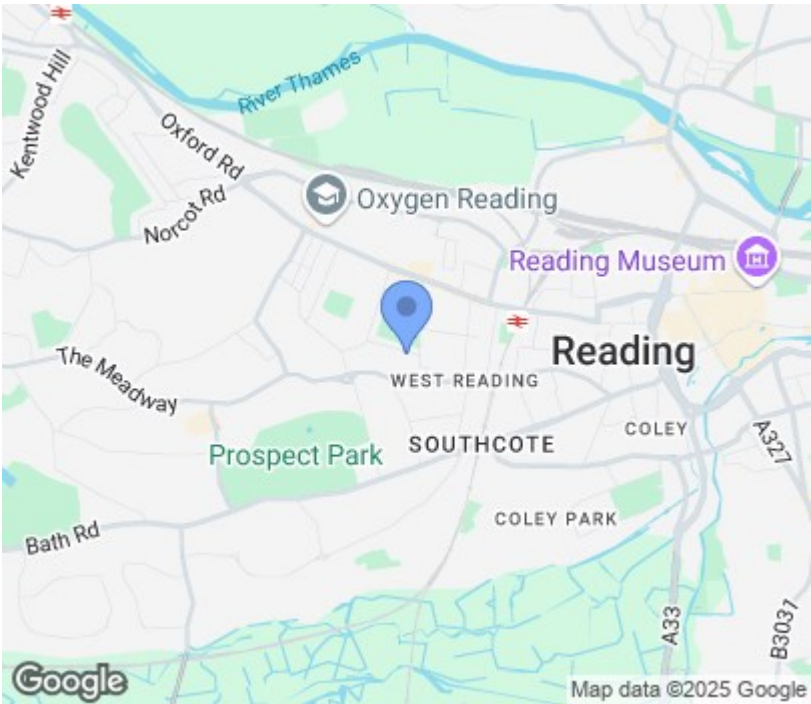 River Thames
Kentwood Hill
Oxford Rd
Norcot Rd
Oxygen Reading
Reading Museum
Reading
The Meadway
WEST READING
COLEY
A327
SOUTHCOTE
Prospect Park
COLEY PARK
Bath Rd
A33
B3031
Google
Map data ©2025 Google